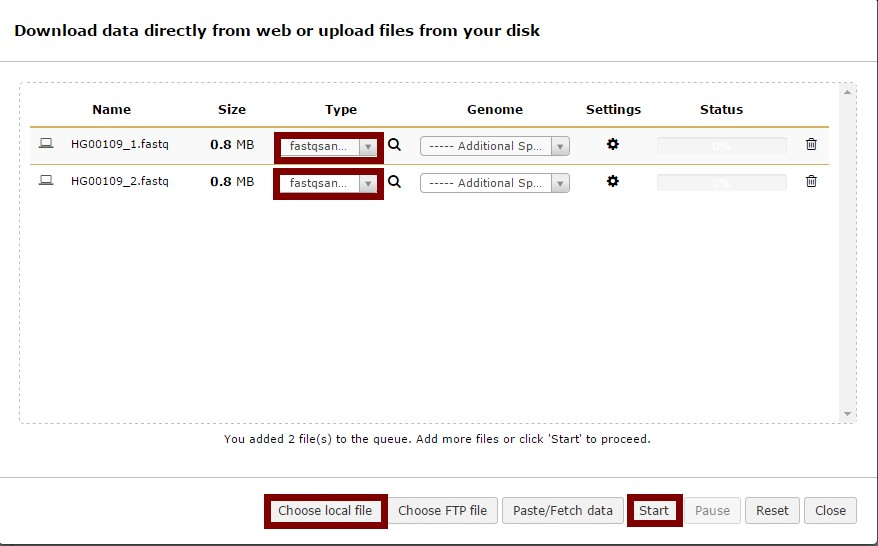 Download data directly from web or upload files from your disk
Name Size Type Genome Settings Status
HG00109_1.fastq 0.8 MB fastqsan... ----- Additional Sp... 0%
HG00109_2.fastq 0.8 MB fastqsan... ----- Additional Sp... 0%
You added 2 file(s) to the queue. Add more files or click 'Start' to proceed.
Choose local file Choose FTP file Paste/Fetch data Start Pause Reset Close